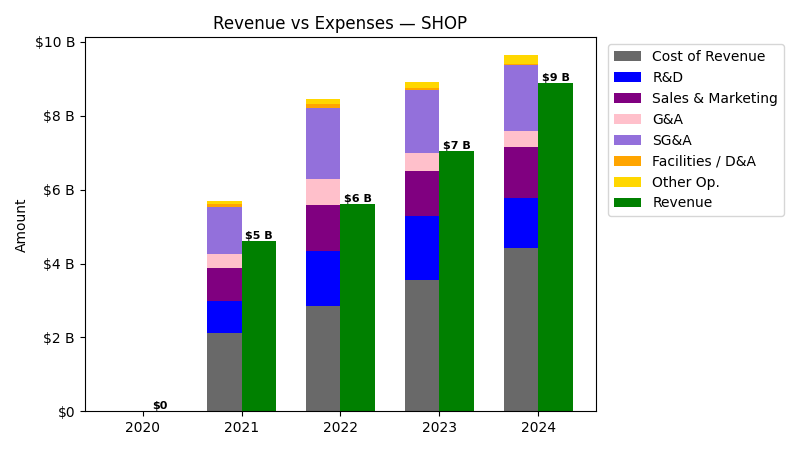 Revenue vs Expenses — SHOP
$10 B
$8 B
$6 B
$4 B
$2 B
$0
Amount
$0
$5 B
$6 B
$7 B
$9 B
2020
2021
2022
2023
2024
Cost of Revenue
R&D
Sales & Marketing
G&A
SG&A
Facilities / D&A
Other Op.
Revenue